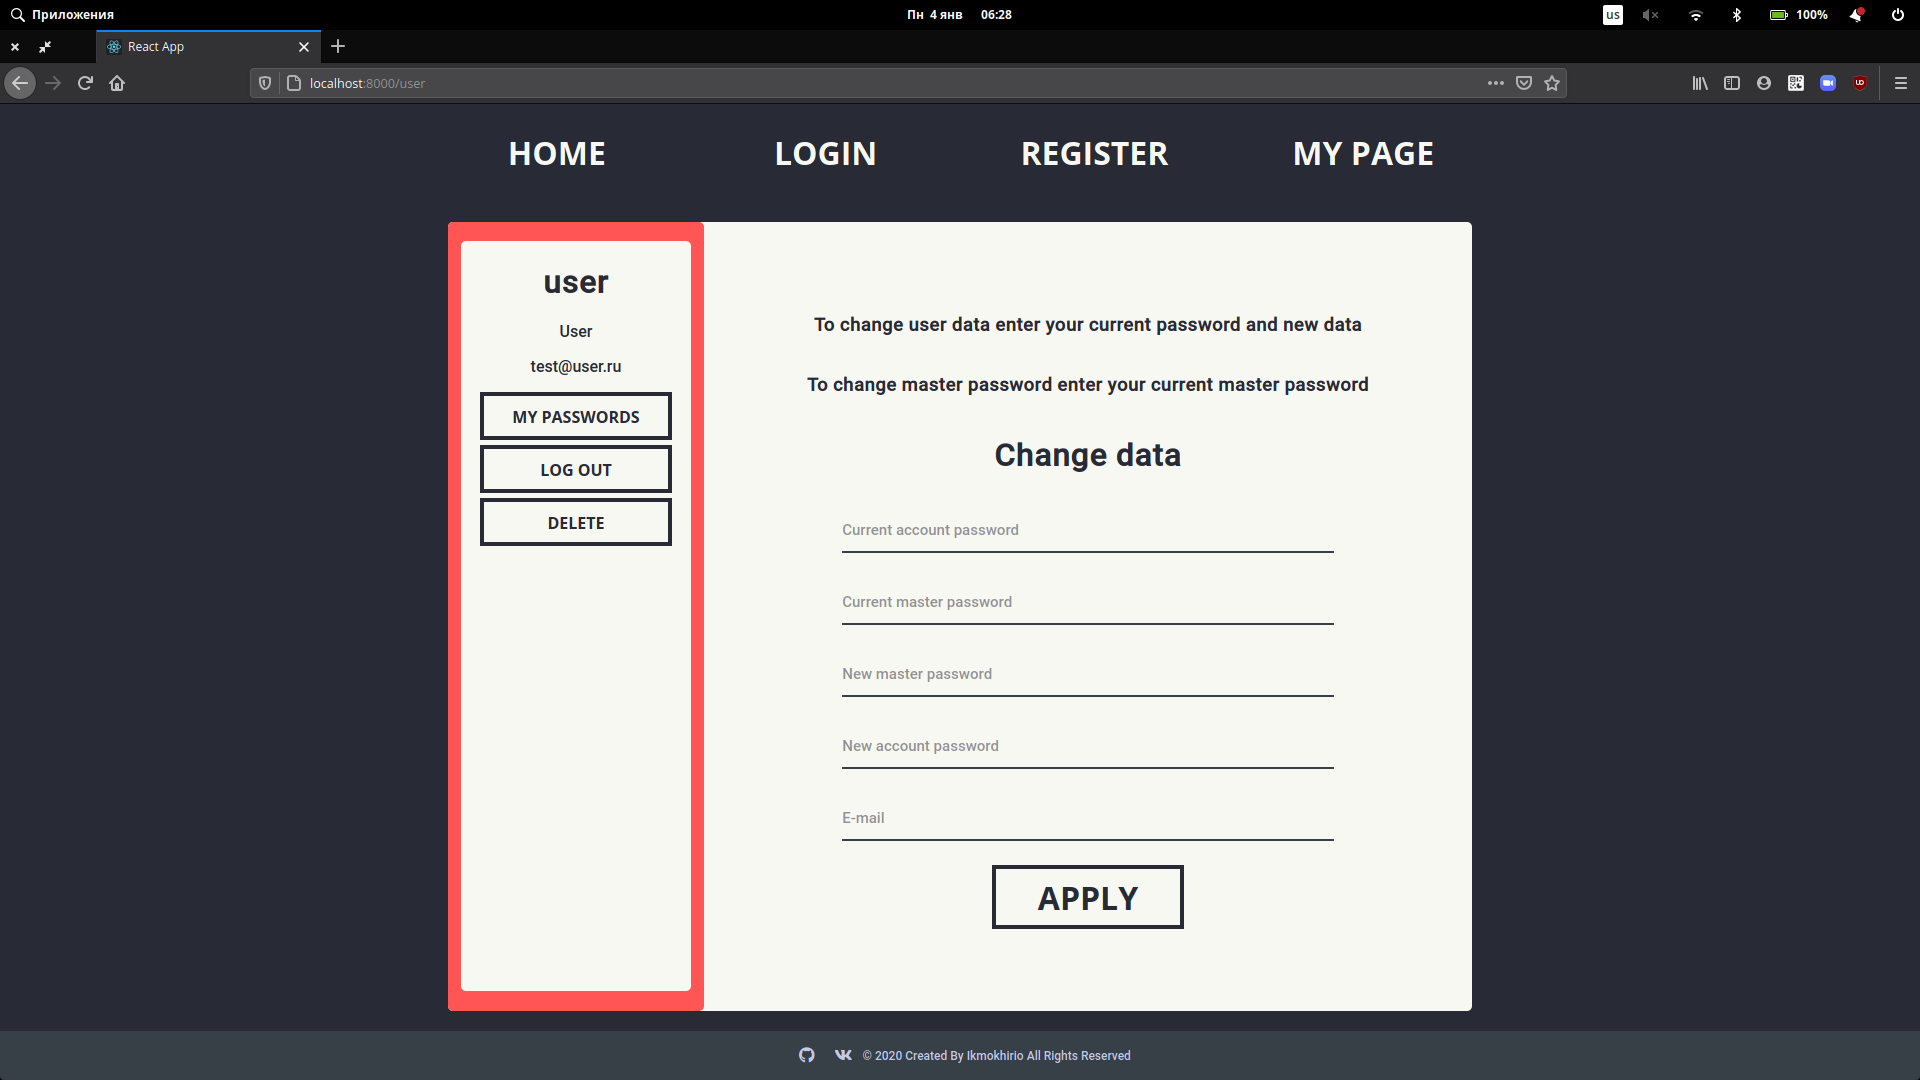 Приложения
Пн 4 янв 06:28
us
100%
React App
localhost:8000/user
HOME
LOGIN
REGISTER
MY PAGE
user
User
test@user.ru
MY PASSWORDS
LOG OUT
DELETE
To change user data enter your current password and new data
To change master password enter your current master password
Change data
Current account password
Current master password
New master password
New account password
E-mail
APPLY
© 2020 Created By Ikmokhirio All Rights Reserved